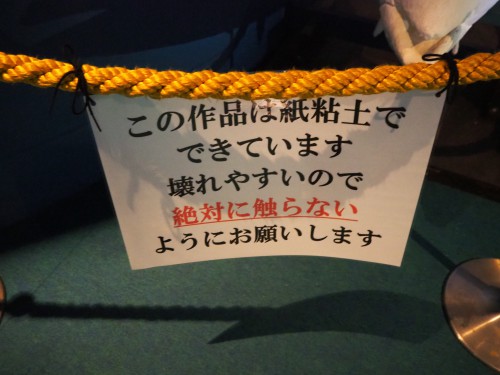 この作品は紙粘土で
できています
壊れやすいので
絶対に触らない
ようにお願いします